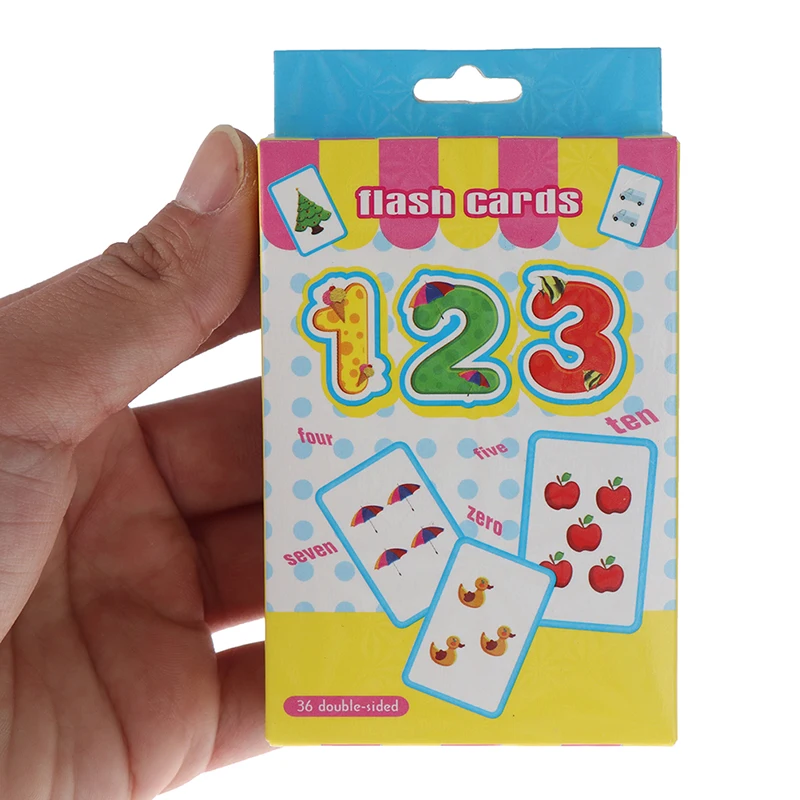 flash cards
123
ten
four
five
zero
seven
36 double-sided